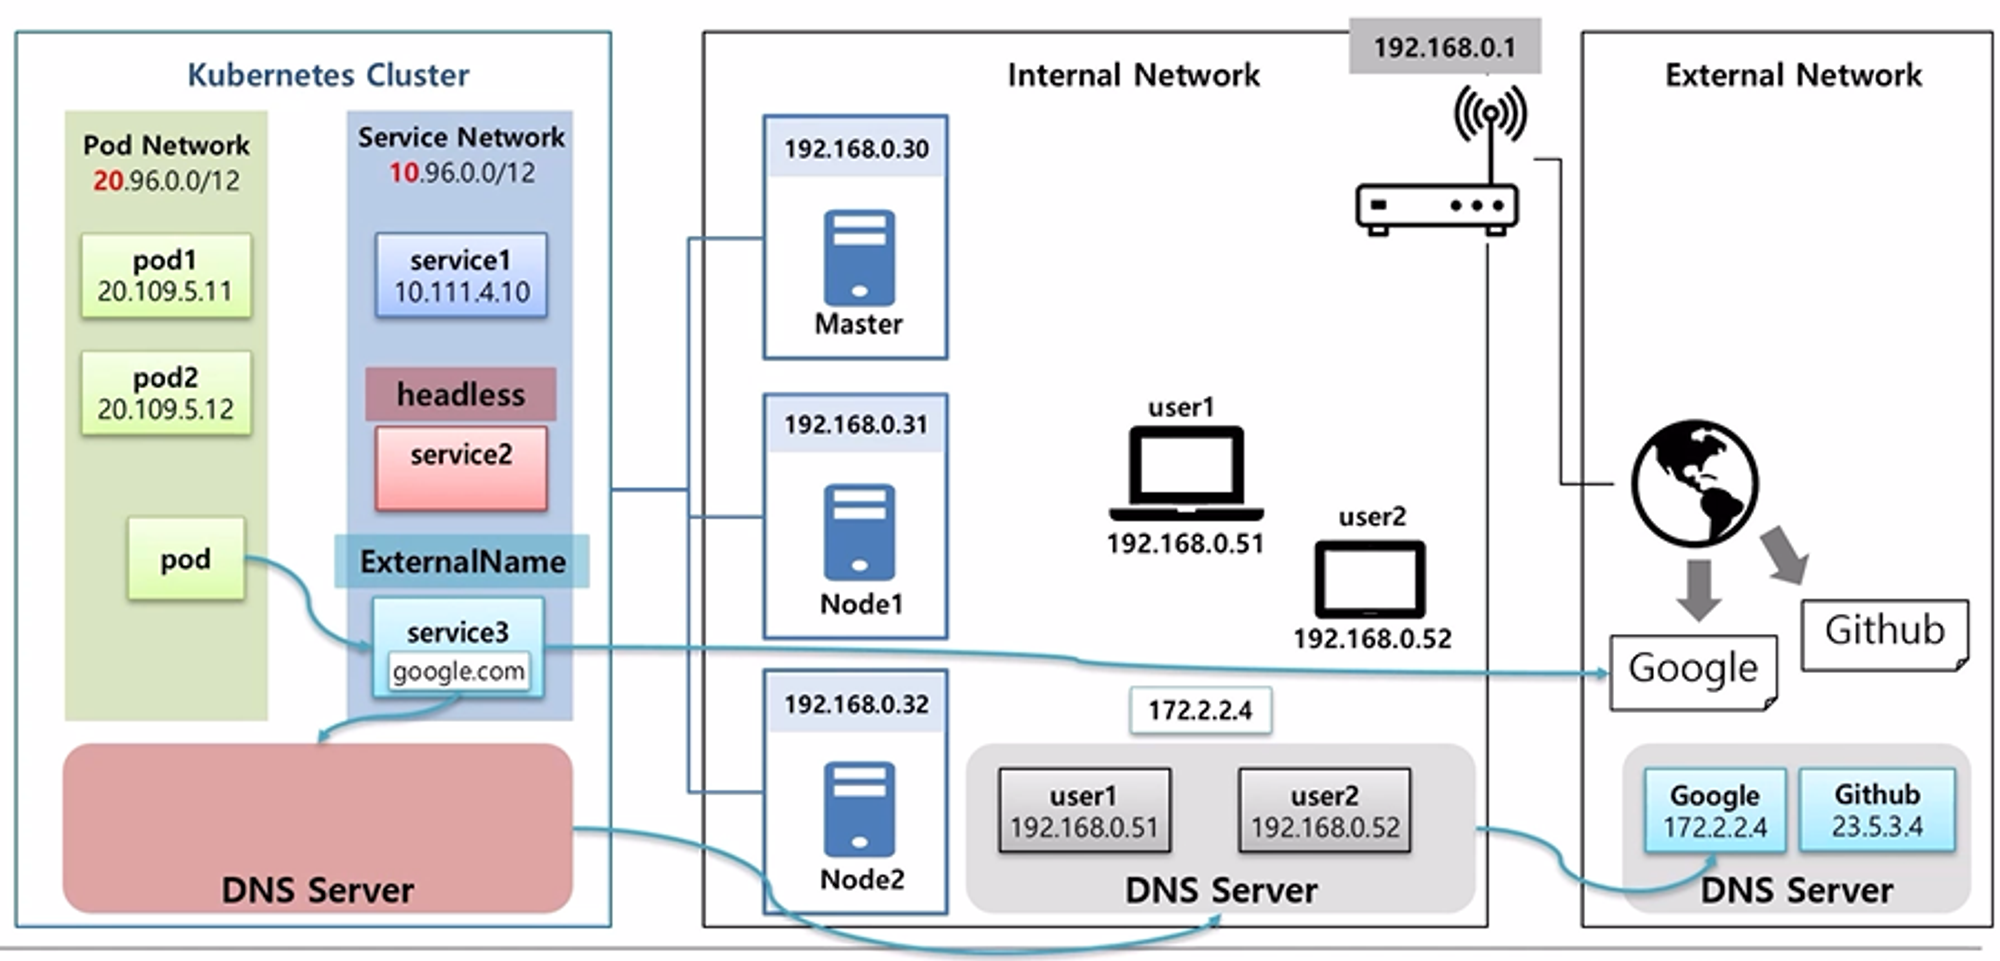 Kubernetes Cluster
Pod Network
20.96.0.0/12
pod1
20.109.5.11
pod2
20.109.5.12
pod
Service Network
10.96.0.0/12
service1
10.111.4.10
headless
service2
ExternalName
service3
google.com
DNS Server
Internal Network
192.168.0.1
192.168.0.30
Master
192.168.0.31
Node1
192.168.0.32
Node2
user1
192.168.0.51
user2
192.168.0.52
172.2.2.4
user1
192.168.0.51
user2
192.168.0.52
DNS Server
External Network
Google
Github
Google
172.2.2.4
Github
23.5.3.4
DNS Server